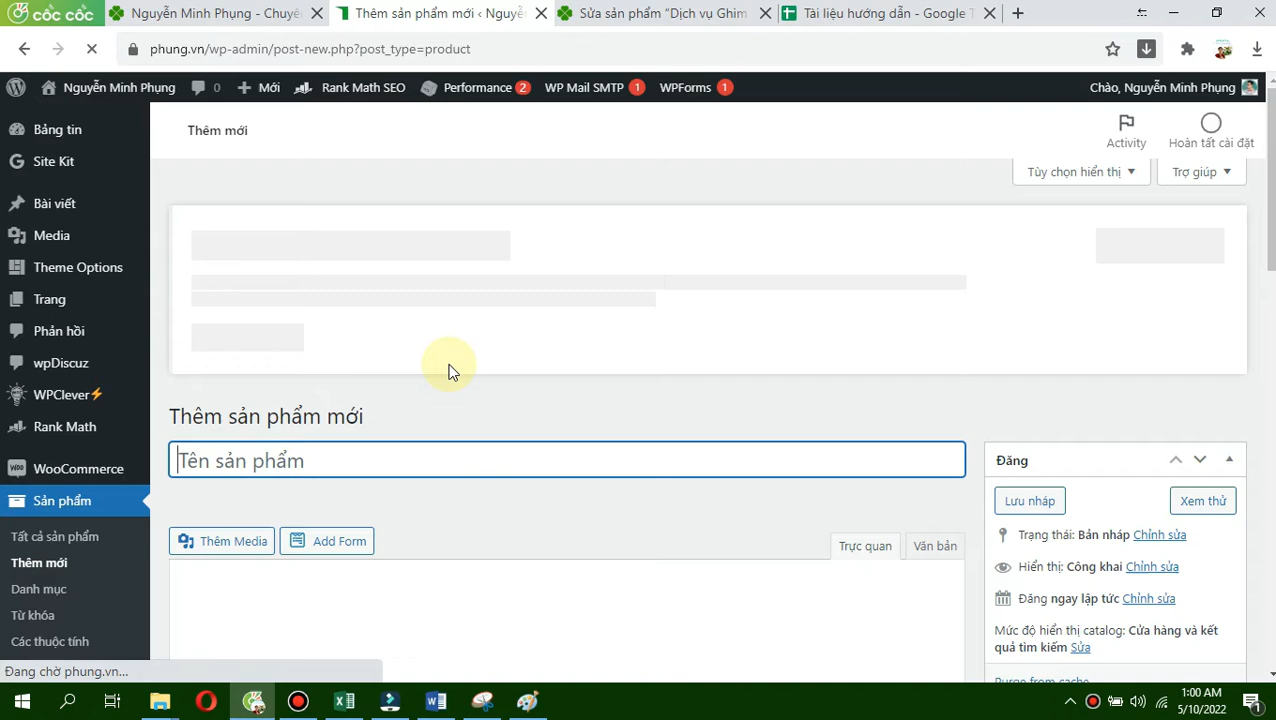 cốc cốc
Nguyễn Minh Phụng - Chuyên
Thêm sản phẩm mới ‹ Nguyễ
Sửa sản phẩm "Dịch vụ Chăm
Tài liệu hướng dẫn - Google T
phung.vn/wp-admin/post-new.php?post_type=product
Nguyễn Minh Phụng
0
Mới
Rank Math SEO
Performance 2
WP Mail SMTP 1
WPForms 1
Chào, Nguyễn Minh Phụng
Thêm mới
Activity
Hoàn tất cài đặt
Tùy chọn hiển thị
Trợ giúp
Bảng tin
Site Kit
Bài viết
Media
Theme Options
Trang
Phản hồi
wpDiscuz
WPClever
Rank Math
WooCommerce
Sản phẩm
Tất cả sản phẩm
Thêm mới
Danh mục
Từ khóa
Các thuộc tính
Thêm sản phẩm mới
Tên sản phẩm
Thêm Media
Add Form
Trực quan
Văn bản
Đăng
Lưu nháp
Xem thử
Trạng thái: Bản nháp Chỉnh sửa
Hiển thị: Công khai Chỉnh sửa
Đăng ngay lập tức Chỉnh sửa
Mức độ hiển thị catalog: Cửa hàng và kết
quả tìm kiếm Sửa
Purge from cache
Đang chờ phung.vn...
1:00 AM
5/10/2022
1